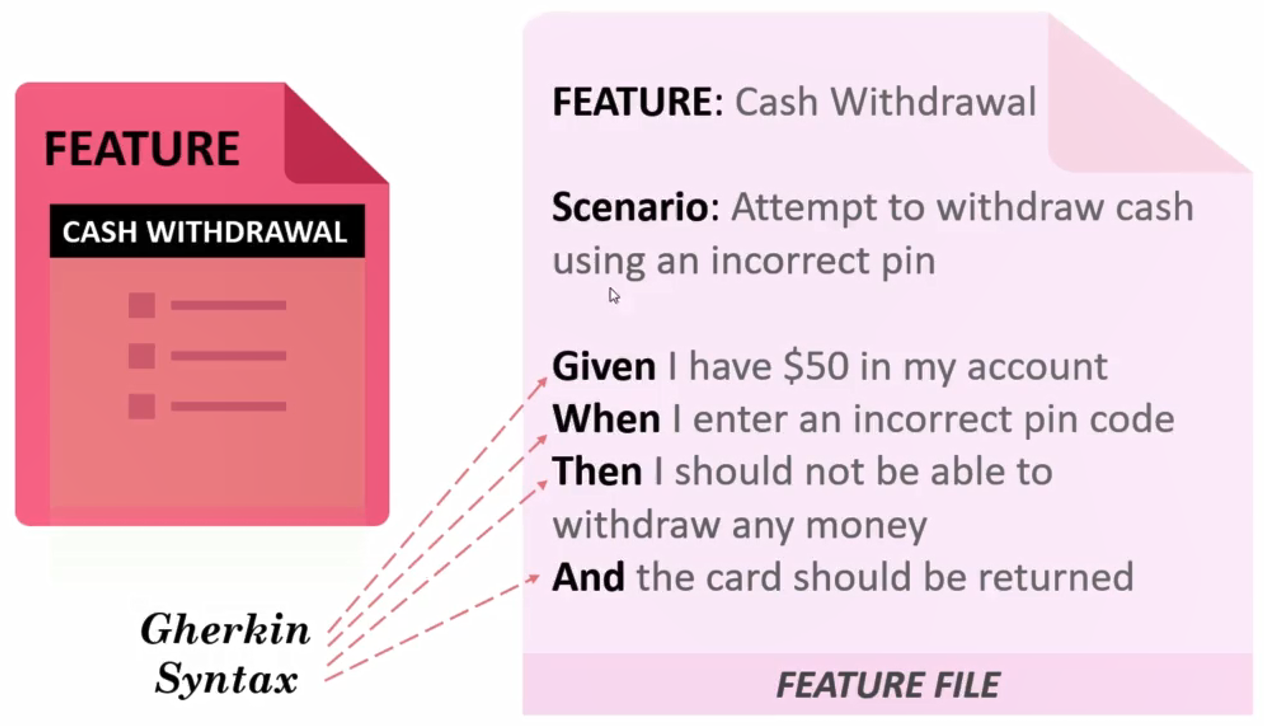 FEATURE
CASH WITHDRAWAL
Gherkin
Syntax
FEATURE: Cash Withdrawal
Scenario: Attempt to withdraw cash
using an incorrect pin
Given I have $50 in my account
When I enter an incorrect pin code
Then I should not be able to
withdraw any money
And the card should be returned
FEATURE FILE